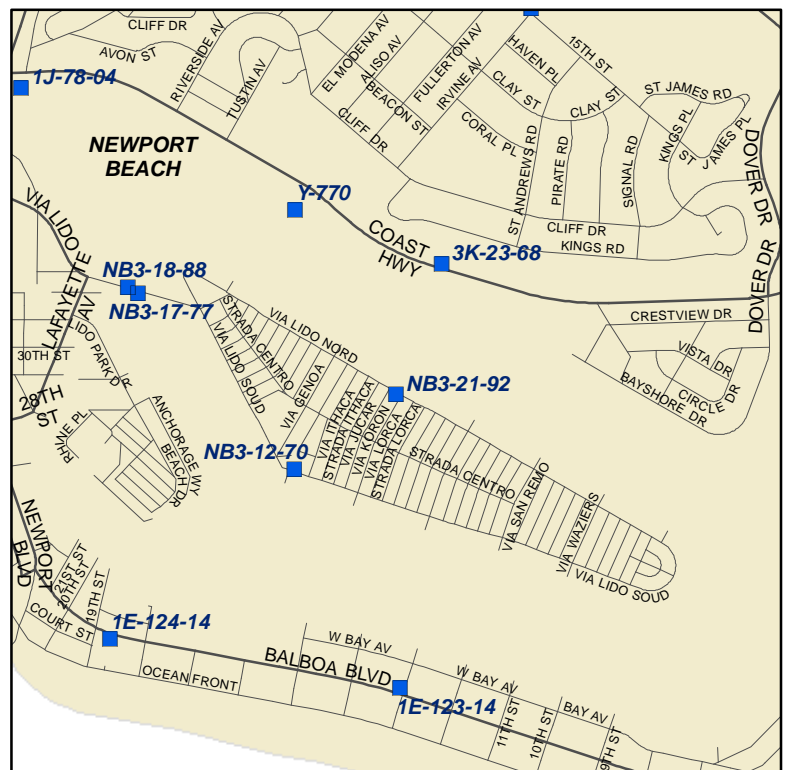 CLIFF DR
AVON ST
RIVERSIDE AV
TUSTIN AV
EL MODENA AV
ALISO AV
BEACON ST
FULLERTON AV
IRVINE AV
CLIFF DR
HAVEN PL
15TH ST
CLAY ST
CLAY ST
CORAL PL
ST JAMES RD
KINGS PL
ST JAMES PL
DOVER DR
1J-78-04
NEWPORT
BEACH
ST ANDREWS RD
PIRATE RD
SIGNAL RD
Y-770
VIA LIDO
COAST
HWY
CLIFF DR
KINGS RD
3K-23-68
DOVER DR
LAFAYETTE
AV
NB3-18-88
NB3-17-77
STRADA CENTRO
VIA LIDO NORD
VIA LIDO SOUD
CRESTVIEW DR
VISTA DR
CIRCLE DR
BAYSHORE DR
30TH ST
LIDO PARK DR
28TH
ST
VIA GENOA
VIA ITHACA
STRADA ITHACA
VIA JUCAR
VIA KORON
VIA LORCA
STRADA LORCA
NB3-21-92
RHINE PL
ANCHORAGE WY
BEACH DR
NB3-12-70
STRADA CENTRO
VIA SAN REMO
VIA WAZIERS
VIA LIDO SOUD
NEWPORT
BLVD
21ST ST
20TH ST
19TH ST
COURT ST
1E-124-14
OCEAN FRONT
BALBOA BLVD
W BAY AV
W BAY AV
BAY AV
1E-123-14
11TH ST
10TH ST
9TH ST